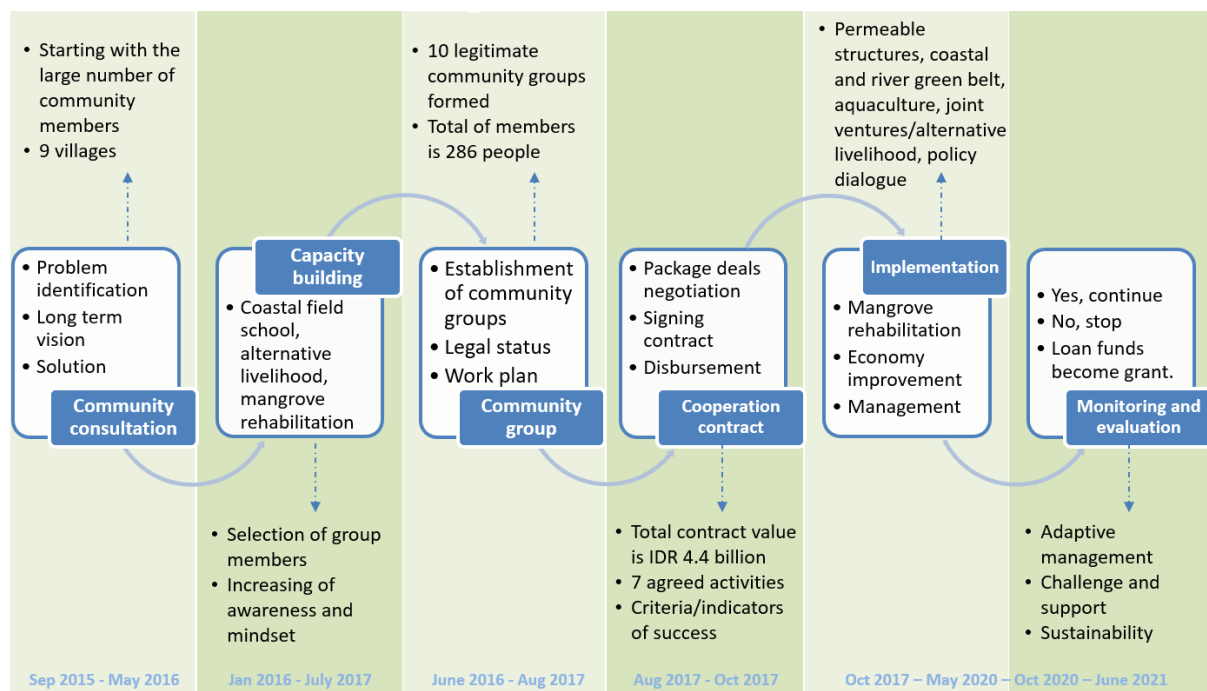 • Starting with the
large number of
community
members
• 9 villages
• Problem
identification
• Long term
vision
• Solution
Community
consultation
Sep 2015 - May 2016
Capacity
building
• Coastal field
school,
alternative
livelihood,
mangrove
rehabilitation
• Selection of group
members
• Increasing of
awareness and
mindset
Jan 2016 - July 2017
• 10 legitimate
community groups
formed
• Total of members
is 286 people
• Establishment
of community
groups
• Legal status
• Work plan
Community
group
June 2016 - Aug 2017
• Package deals
negotiation
• Signing
contract
• Disbursement
Cooperation
contract
• Total contract value
is IDR 4.4 billion
• 7 agreed activities
• Criteria/indicators
of success
Aug 2017 - Oct 2017
• Permeable
structures, coastal
and river green belt,
aquaculture, joint
ventures/alternative
livelihood, policy
dialogue
Implementation
• Mangrove
rehabilitation
• Economy
improvement
• Management
• Yes, continue
• No, stop
• Loan funds
become grant.
Monitoring and
evaluation
• Adaptive
management
• Challenge and
support
• Sustainability
Oct 2017 – May 2020 – Oct 2020 – June 2021